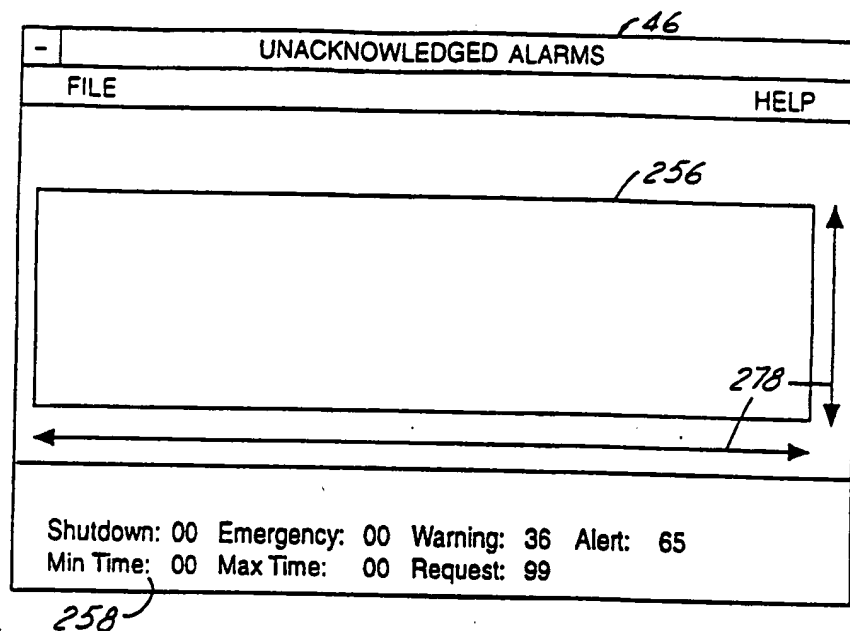 46
- UNACKNOWLEDGED ALARMS
FILE HELP
256
278
Shutdown: 00 Emergency: 00 Warning: 36 Alert: 65
Min Time: 00 Max Time: 00 Request: 99
258